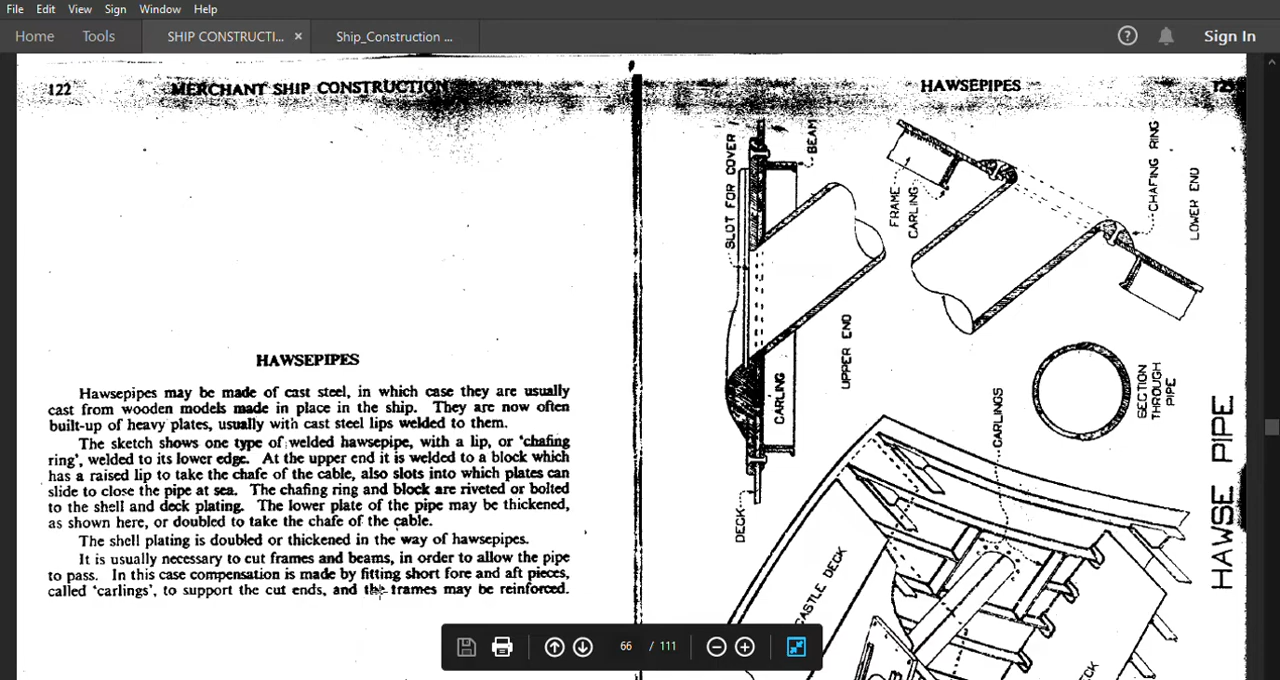 File Edit View Sign Window Help
Home Tools SHIP CONSTRUCTI... × Ship_Construction ... Sign In
122 MERCHANT SHIP CONSTRUCTION
HAWSEPIPES
Hawsepipes may be made of cast steel, in which case they are usually
cast from wooden models made in place in the ship. They are now often
built-up of heavy plates, usually with cast steel lips welded to them.
The sketch shows one type of welded hawsepipe, with a lip, or 'chafing
ring', welded to its lower edge. At the upper end it is welded to a block which
has a raised lip to take the chafe of the cable, also slots into which plates can
slide to close the pipe at sea. The chafing ring and block are riveted or bolted
to the shell and deck plating. The lower plate of the pipe may be thickened,
as shown here, or doubled to take the chafe of the cable.
The shell plating is doubled or thickened in the way of hawsepipes.
It is usually necessary to cut frames and beams, in order to allow the pipe
to pass. In this case compensation is made by fitting short fore and aft pieces,
called 'carlings', to support the cut ends, and the frames may be reinforced.
HAWSEPIPES
SLOT FOR COVER
BEAM
FRAME
CARLING
CHAFING RING
LOWER END
UPPER END
CARLING
DECK
SECTION
THROUGH
PIPE
CARLINGS
CASTLE DECK
HAWSE PIPE
66 / 111